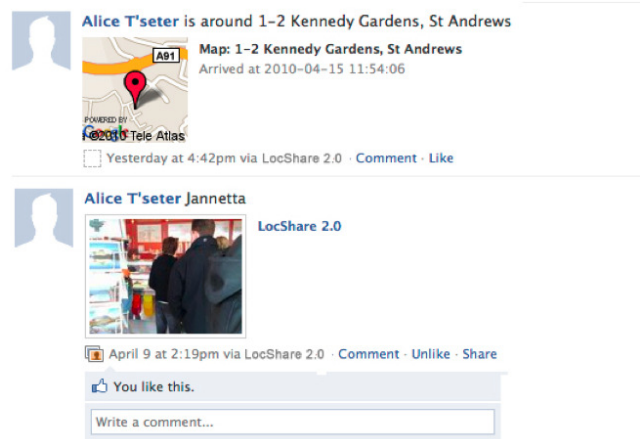 Alice T'seter is around 1-2 Kennedy Gardens, St Andrews
Map: 1-2 Kennedy Gardens, St Andrews
Arrived at 2010-04-15 11:54:06
A91
POWERED BY
Google
©2010 Tele Atlas
Yesterday at 4:42pm via LocShare 2.0 · Comment · Like
Alice T'seter Jannetta
LocShare 2.0
April 9 at 2:19pm via LocShare 2.0 · Comment · Unlike · Share
You like this.
Write a comment...